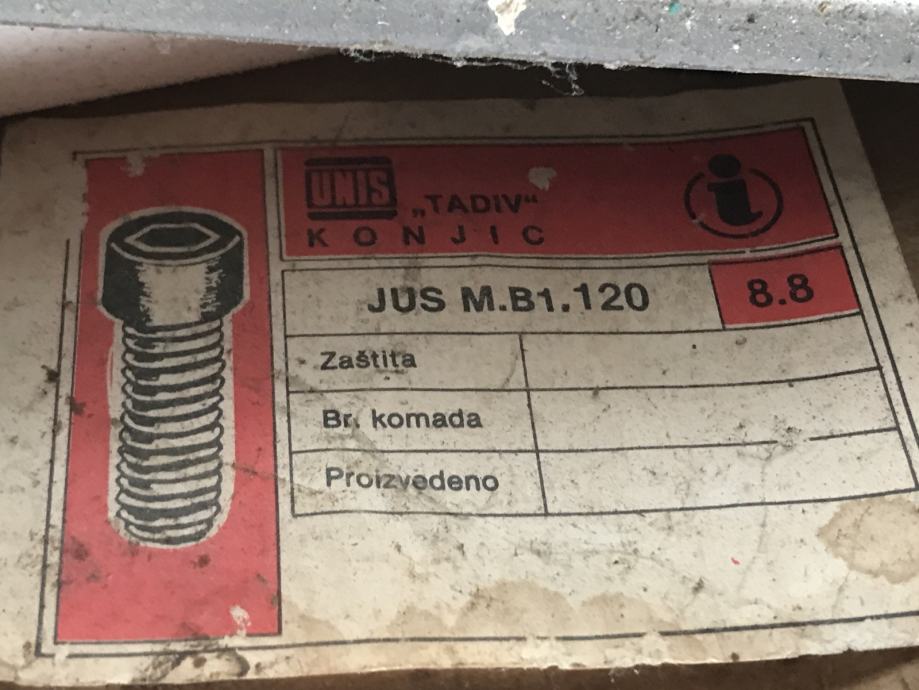 UNIS „TADIV“
KONJIC
JUS M.B1.120
8.8
Zaštita
Br. komada
Proizvedeno